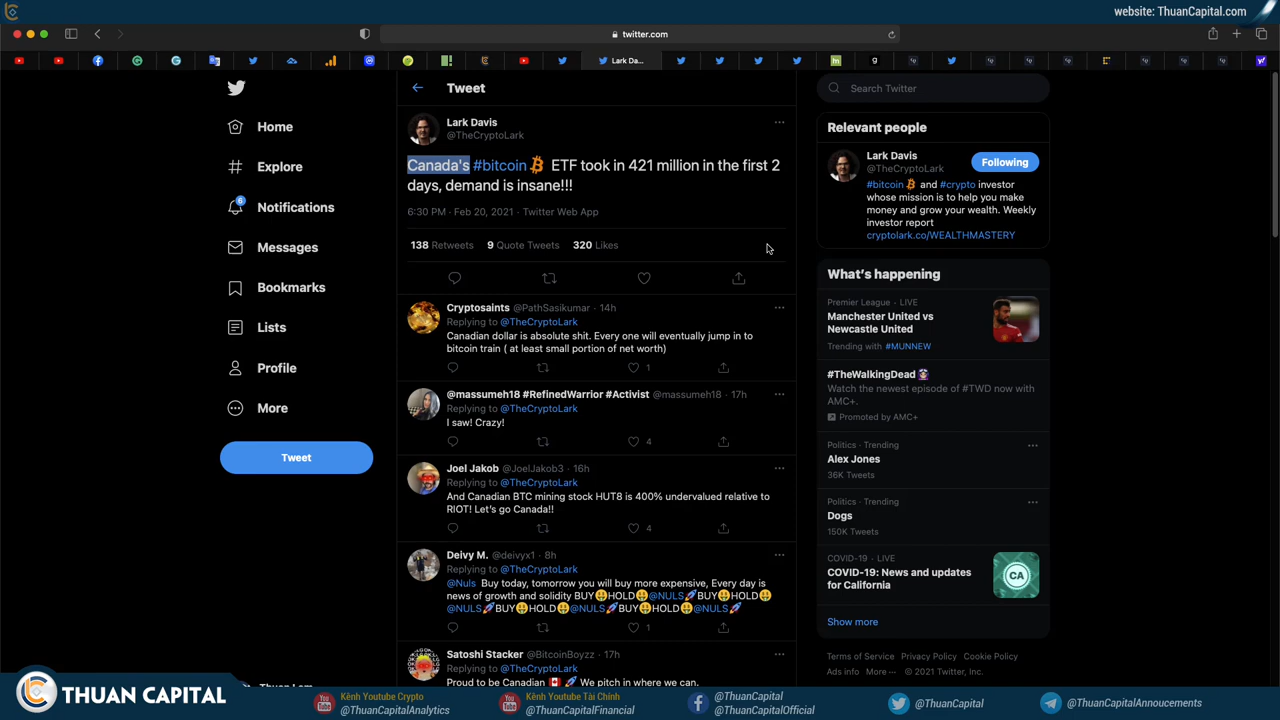 website: ThuanCapital.com
twitter.com
Lark Da...
Home
Explore
6
Notifications
Messages
Bookmarks
Lists
Profile
More
Tweet
Tweet
Lark Davis
@TheCryptoLark
Canada's #bitcoin ETF took in 421 million in the first 2
days, demand is insane!!!
6:30 PM · Feb 20, 2021 · Twitter Web App
138 Retweets 9 Quote Tweets 320 Likes
Cryptosaints @PathSasikumar · 14h
Replying to @TheCryptoLark
Canadian dollar is absolute shit. Every one will eventually jump in to
bitcoin train ( at least small portion of net worth)
1
@massumeh18 #RefinedWarrior #Activist @massumeh18 · 17h
Replying to @TheCryptoLark
I saw! Crazy!
4
Joel Jakob @JoelJakob3 · 16h
Replying to @TheCryptoLark
And Canadian BTC mining stock HUT8 is 400% undervalued relative to
RIOT! Let's go Canada!!
4
Deivy M. @deivyx1 · 8h
Replying to @TheCryptoLark
@Nuls Buy today, tomorrow you will buy more expensive, Every day is
news of growth and solidity BUY🤑HOLD🤑@NULS🚀BUY🤑HOLD🤑
@NULS🚀BUY🤑HOLD🤑@NULS🚀BUY🤑HOLD🤑@NULS🚀
1
Satoshi Stacker @BitcoinBoyzz · 17h
Replying to @TheCryptoLark
Proud to be Canadian 🇨🇦 🚀 We pitch in where we can.
Search Twitter
Relevant people
Lark Davis
@TheCryptoLark
Following
#bitcoin and #crypto investor
whose mission is to help you make
money and grow your wealth. Weekly
investor report
cryptolark.co/WEALTHMASTERY
What's happening
Premier League · LIVE
Manchester United vs
Newcastle United
Trending with #MUNNEW
#TheWalkingDead
Watch the newest episode of #TWD now with
AMC+.
Promoted by AMC+
Politics · Trending
Alex Jones
36K Tweets
Politics · Trending
Dogs
150K Tweets
COVID-19 · LIVE
COVID-19: News and updates
for California
CA
Show more
Terms of Service Privacy Policy Cookie Policy
Ads info More··· © 2021 Twitter, Inc.
THUAN CAPITAL
Kênh Youtube Crypto
@ThuanCapitalAnalytics
Kênh Youtube Tài Chính
@ThuanCapitalFinancial
@ThuanCapital
@ThuanCapitalOfficial
@ThuanCapital
@ThuanCapitalAnnoucements